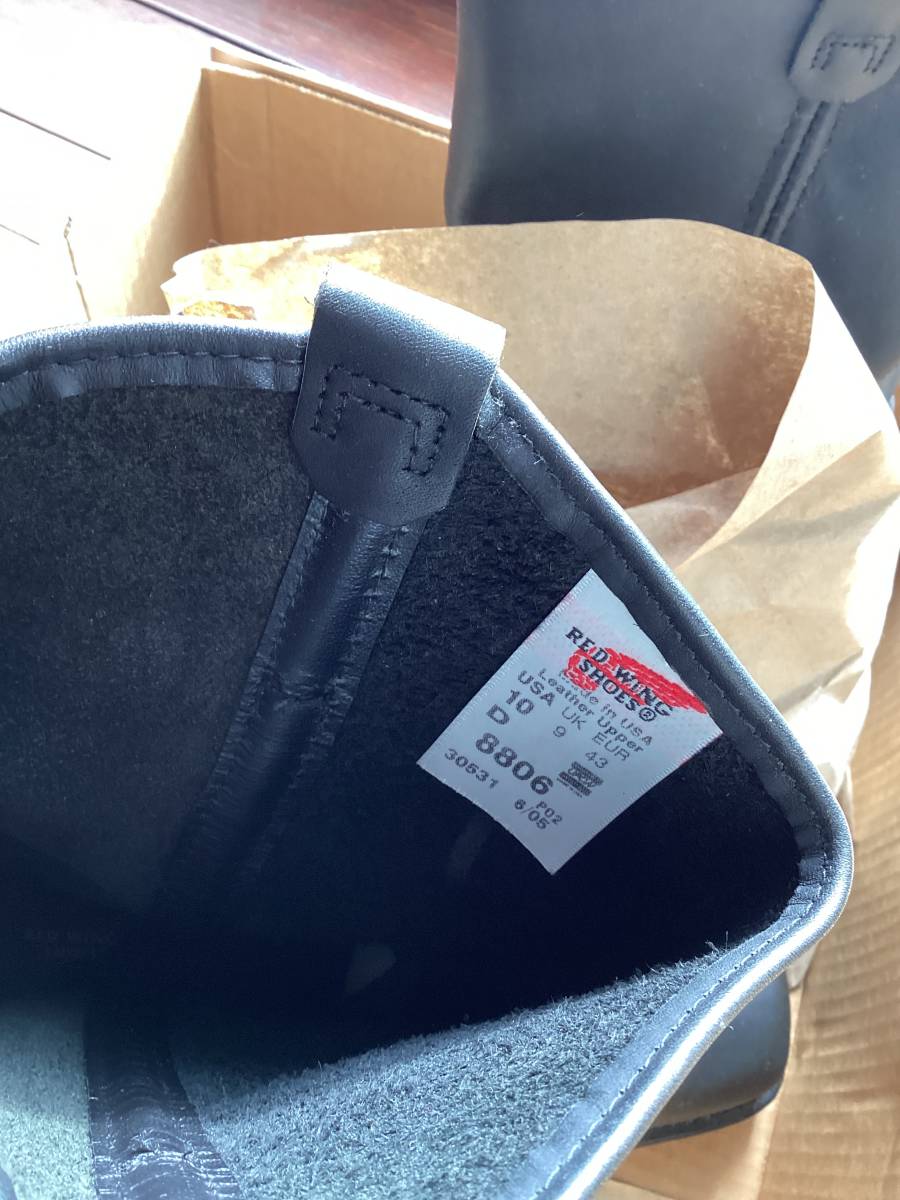 RED WING
SHOES®
Made in USA
Leather Upper
USA UK EUR
10 9 43
D
8806
30531 6/05 P02